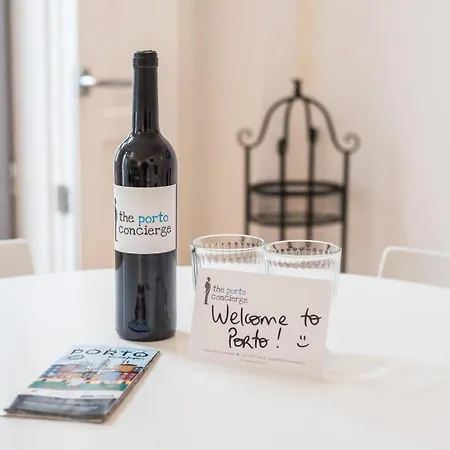 the porto
concierge
the porto
concierge
Welcome to
Porto! :)
PORTO